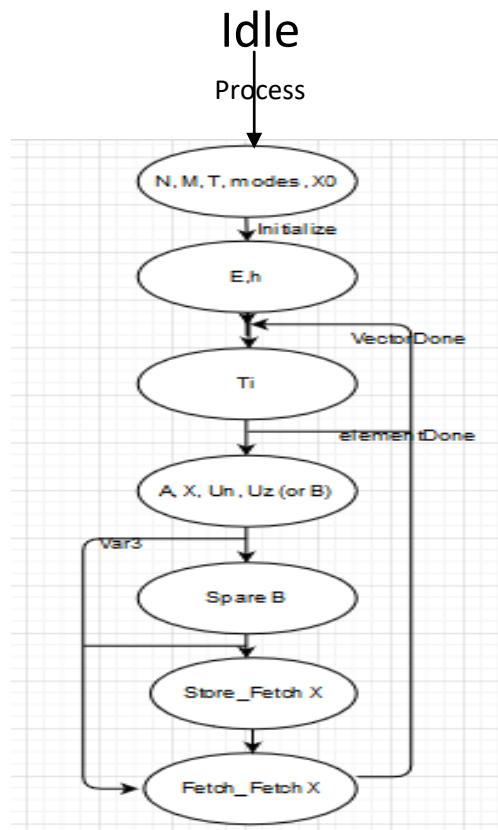 Idle
Process
N, M, T, modes , X0
Initialize
E,h
VectorDone
Ti
elementDone
A, X, Un , Uz (or B)
Var3
Spare B
Store_Fetch X
Fetch_Fetch X